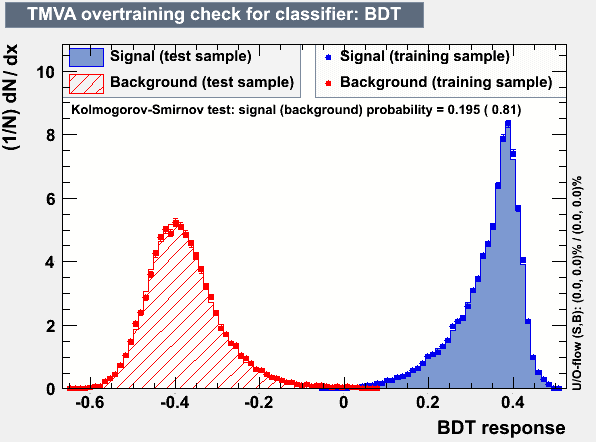 TMVA overtraining check for classifier: BDT
(1/N) dN / dx
Signal (test sample)
Background (test sample)
Signal (training sample)
Background (training sample)
Kolmogorov-Smirnov test: signal (background) probability = 0.195 ( 0.81)
10
8
6
4
2
0
-0.6 -0.4 -0.2 0 0.2 0.4
BDT response
U/O-flow (S,B): (0.0, 0.0)% / (0.0, 0.0)%